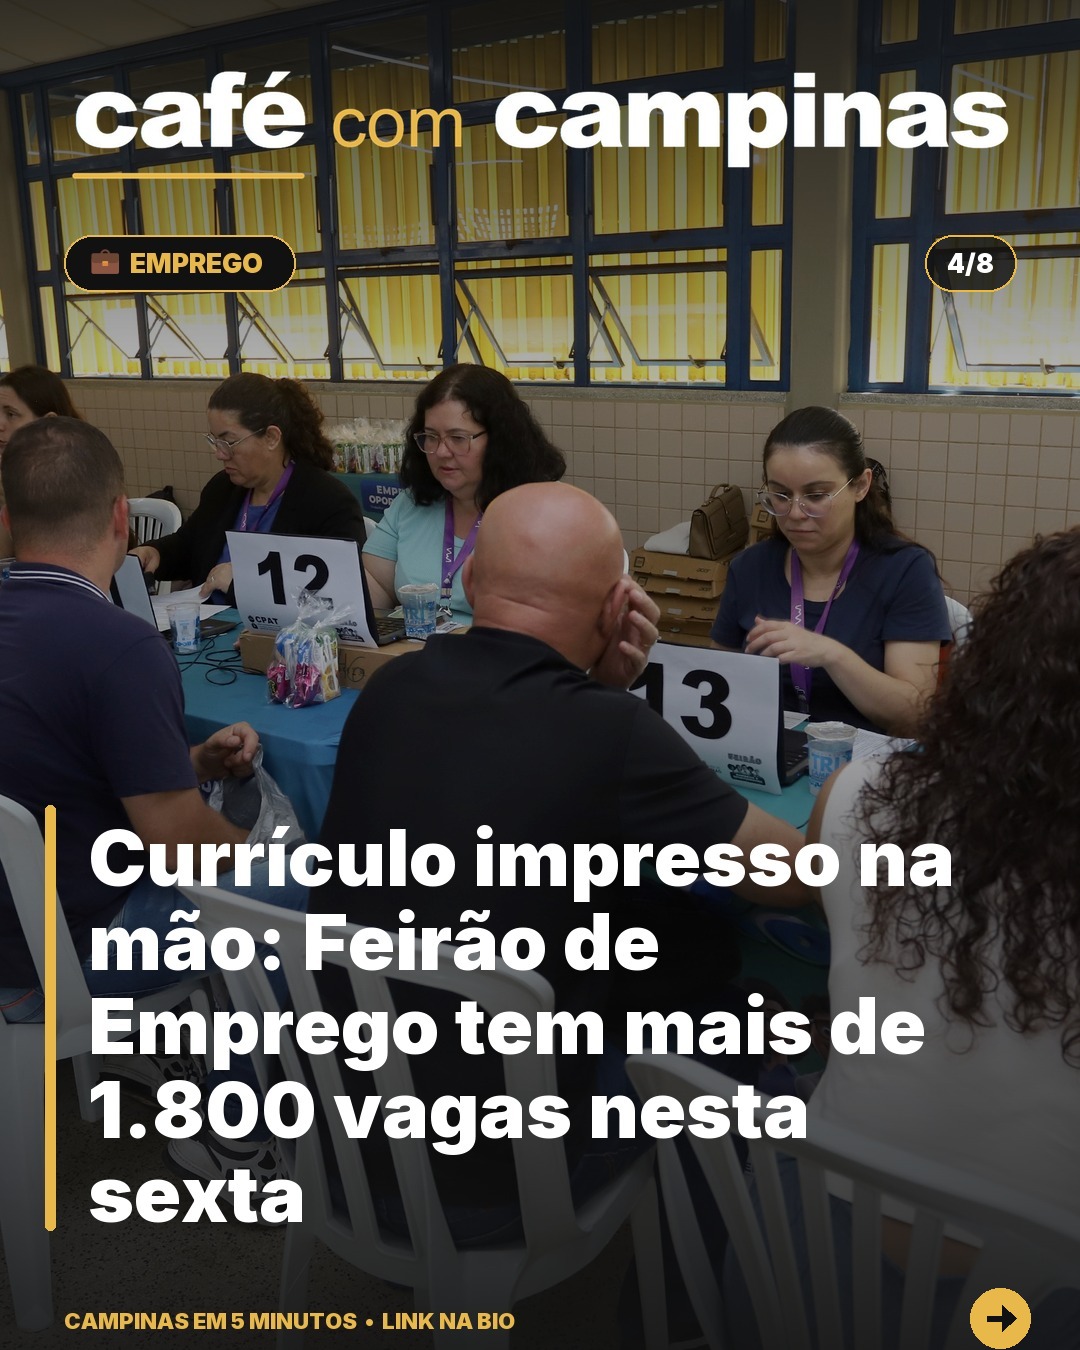 café com campinas
EMPREGO
4/8
12
CPAT
13
Currículo impresso na
mão: Feirão de
Emprego tem mais de
1.800 vagas nesta
sexta
CAMPINAS EM 5 MINUTOS • LINK NA BIO